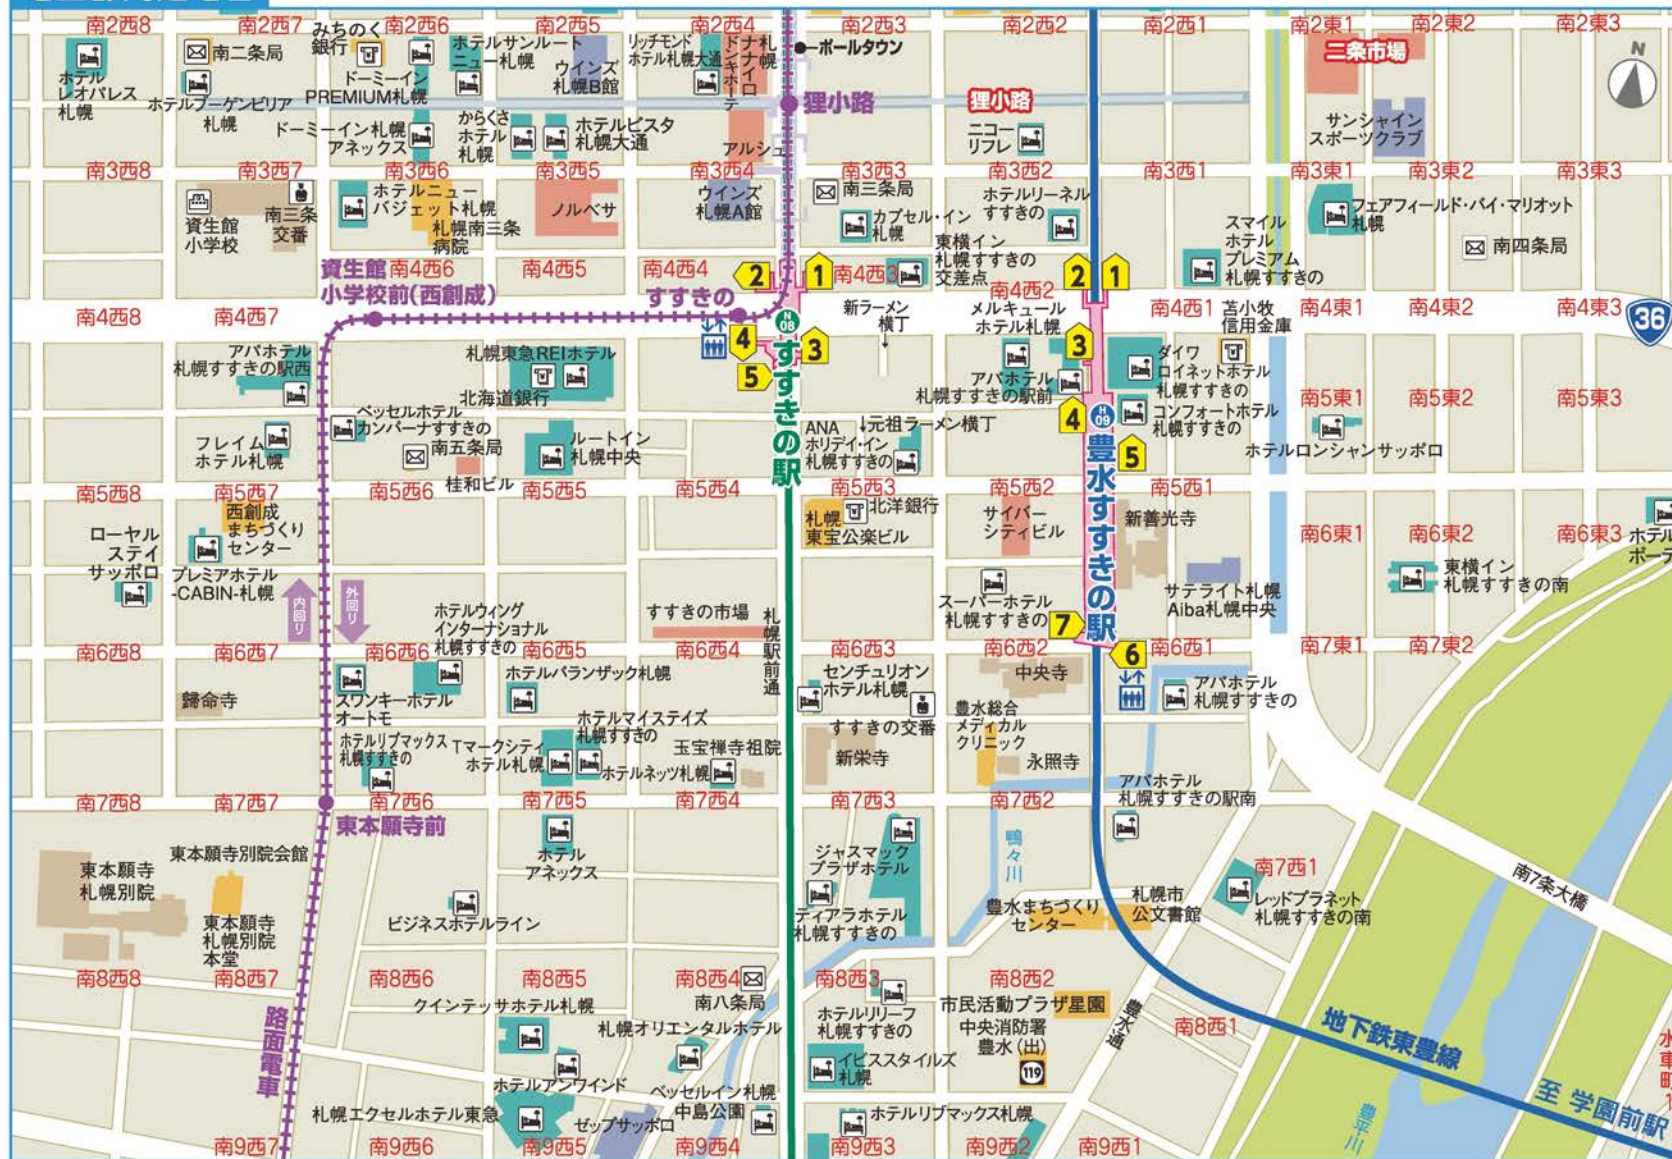 南2西8
南2西7
南2西6
南2西5
南2西4
南2西3
南2西2
南2西1
南2東1
南2東2
南2東3
ホテル
レオパレス
札幌
南二条局
ホテルブーゲンビリア
札幌
みちのく
銀行
ドーミーイン
PREMIUM札幌
ホテルサンルート
ニュー札幌
ウインズ
札幌B館
リッチモンド
ホテル札幌大通
ドンキホーテ
ナナイロ
札幌
ポールタウン
狸小路
狸小路
二条市場
N
サンシャイン
スポーツクラブ
ドーミーイン札幌
アネックス
からくさ
ホテル
札幌
ホテルビスタ
札幌大通
アルシュ
ニコー
リフレ
南3西8
南3西7
南3西6
南3西5
南3西4
南3西3
南3西2
南3西1
南3東1
南3東2
南3東3
資生館
小学校
南三条
交番
ホテルニュー
バジェット札幌
札幌南三条
病院
ノルベサ
ウインズ
札幌A館
南三条局
カプセル・イン
札幌
東横イン
札幌すすきの
交差点
ホテルリーネル
すすきの
スマイル
ホテル
プレミアム
札幌すすきの
フェアフィールド・バイ・マリオット
札幌
南四条局
資生館
小学校前(西創成)
南4西6
南4西5
南4西4
すすきの
2
1
南4西3
南4西2
2
1
南4西8
南4西7
新ラーメン
横丁
メルキュール
ホテル札幌
南4西1
苫小牧
信用金庫
南4東1
南4東2
南4東3
36
アパホテル
札幌すすきの駅西
札幌東急REIホテル
北海道銀行
4
3
5
N
08
すすきの駅
3
アパホテル
札幌すすきの駅前
ダイワ
ロイネットホテル
札幌すすきの
南5東1
南5東2
南5東3
フレイム
ホテル札幌
ベッセルホテル
カンパーナすすきの
南五条局
桂和ビル
ルートイン
札幌中央
ANA
ホリデイ・イン
札幌すすきの
元祖ラーメン横丁
4
H
09
豊水すすきの駅
コンフォートホテル
札幌すすきの
5
ホテルロンシャンサッポロ
南5西8
南5西7
南5西6
南5西5
南5西4
南5西3
南5西2
南5西1
ローヤル
ステイ
サッポロ
西創成
まちづくり
センター
プレミアホテル
-CABIN-札幌
札幌
東宝公楽ビル
北洋銀行
サイバー
シティビル
新善光寺
南6東1
南6東2
南6東3
東横イン
札幌すすきの南
サテライト札幌
Aiba札幌中央
内回り
外回り
ホテルウィング
インターナショナル
札幌すすきの
すすきの市場
札幌駅前通
スーパーホテル
札幌すすきの
7
6
南6西8
南6西7
南6西6
南6西5
南6西4
南6西3
南6西2
南6西1
南7東1
南7東2
歸命寺
スワンキーホテル
オートモ
ホテルバランザック札幌
センチュリオン
ホテル札幌
すすきの交番
中央寺
アパホテル
札幌すすきの
ホテルリブマックス
札幌すすきの
Tマークシティ
ホテル札幌
ホテルマイステイズ
札幌すすきの
ホテルネッツ札幌
玉宝禅寺祖院
新栄寺
豊水総合
メディカル
クリニック
永照寺
アパホテル
札幌すすきの駅南
南7西8
南7西7
南7西6
南7西5
南7西4
南7西3
南7西2
東本願寺前
東本願寺
札幌別院
東本願寺別院会館
東本願寺
札幌別院
本堂
ホテル
アネックス
ビジネスホテルライン
ジャスマック
プラザホテル
ティアラホテル
札幌すすきの
鴨々川
豊水まちづくり
センター
札幌市
公文書館
南7西1
レッドプラネット
札幌すすきの南
南7条大橋
南8西8
南8西7
南8西6
南8西5
南8西4
南8西3
南8西2
南8西1
路面電車
クインテッサホテル札幌
南八条局
札幌オリエンタルホテル
ホテルリリーフ
札幌すすきの
市民活動プラザ星園
中央消防署
豊水(出)
119
豊水通
地下鉄東豊線
至 学園前駅
豊平川
ホテルアンワインド
札幌エクセルホテル東急
ゼップサッポロ
ベッセルイン札幌
中島公園
イビススタイルズ
札幌
ホテルリブマックス札幌
南9西7
南9西6
南9西5
南9西4
南9西3
南9西2
南9西1